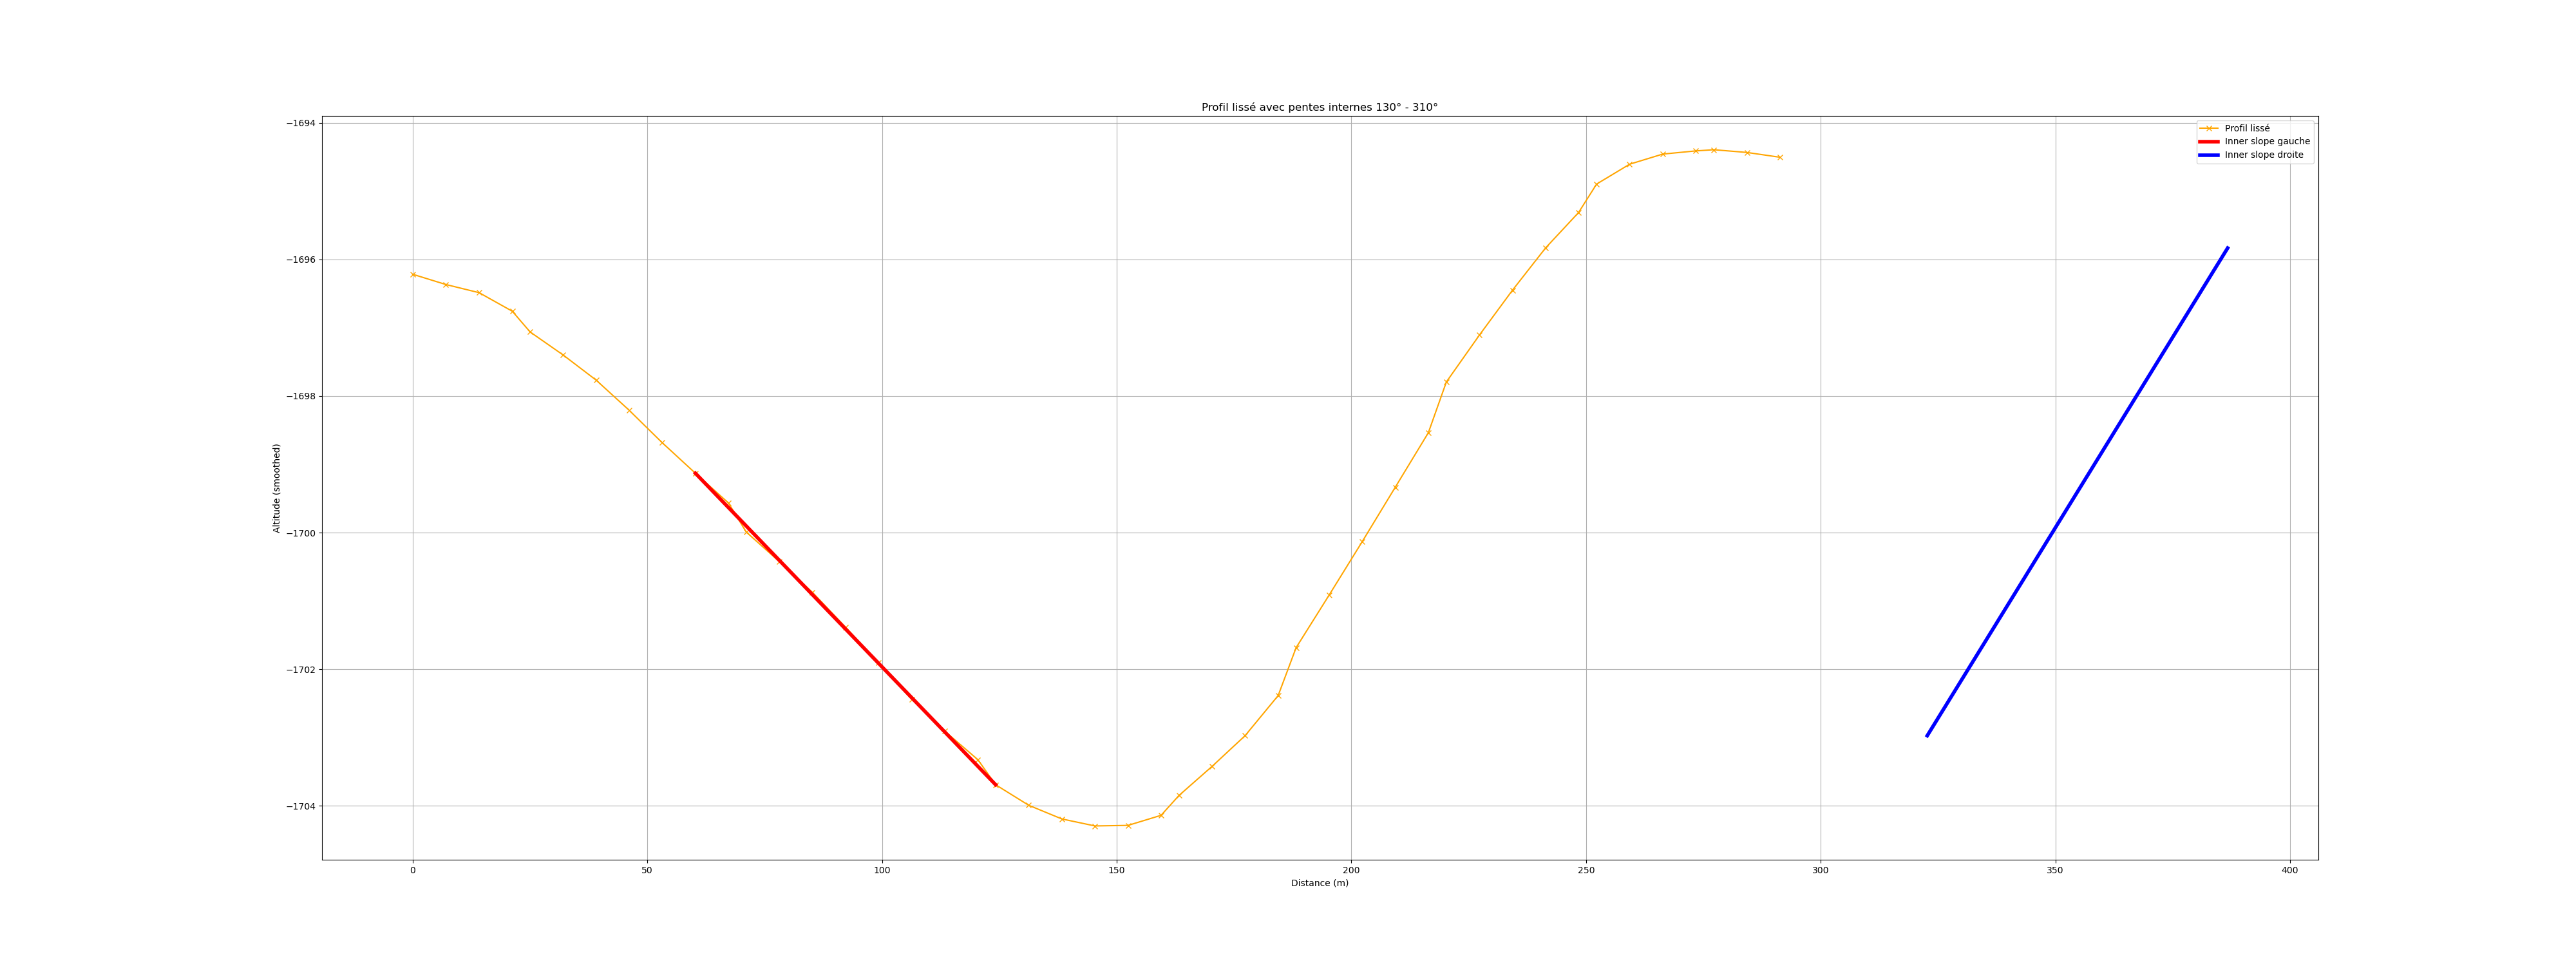 Profil lissé avec pentes internes 130° - 310°
−1694
−1696
−1698
−1700
−1702
−1704
Altitude (smoothed)
Profil lissé
Inner slope gauche
Inner slope droite
0
50
100
150
200
250
300
350
400
Distance (m)